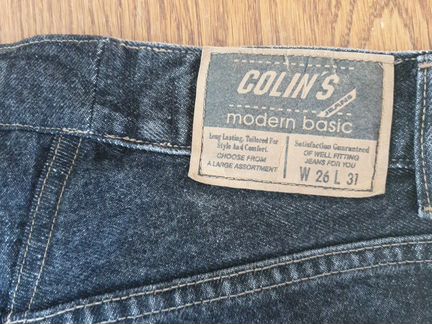 COLIN'S
JEANS
modern basic
Long Lasting. Tailored For
Style And Comfort.
CHOOSE FROM
A LARGE ASSORTMENT
Satisfaction Guaranteed
OF WELL FITTING
JEANS FOR YOU
W 26 L 31